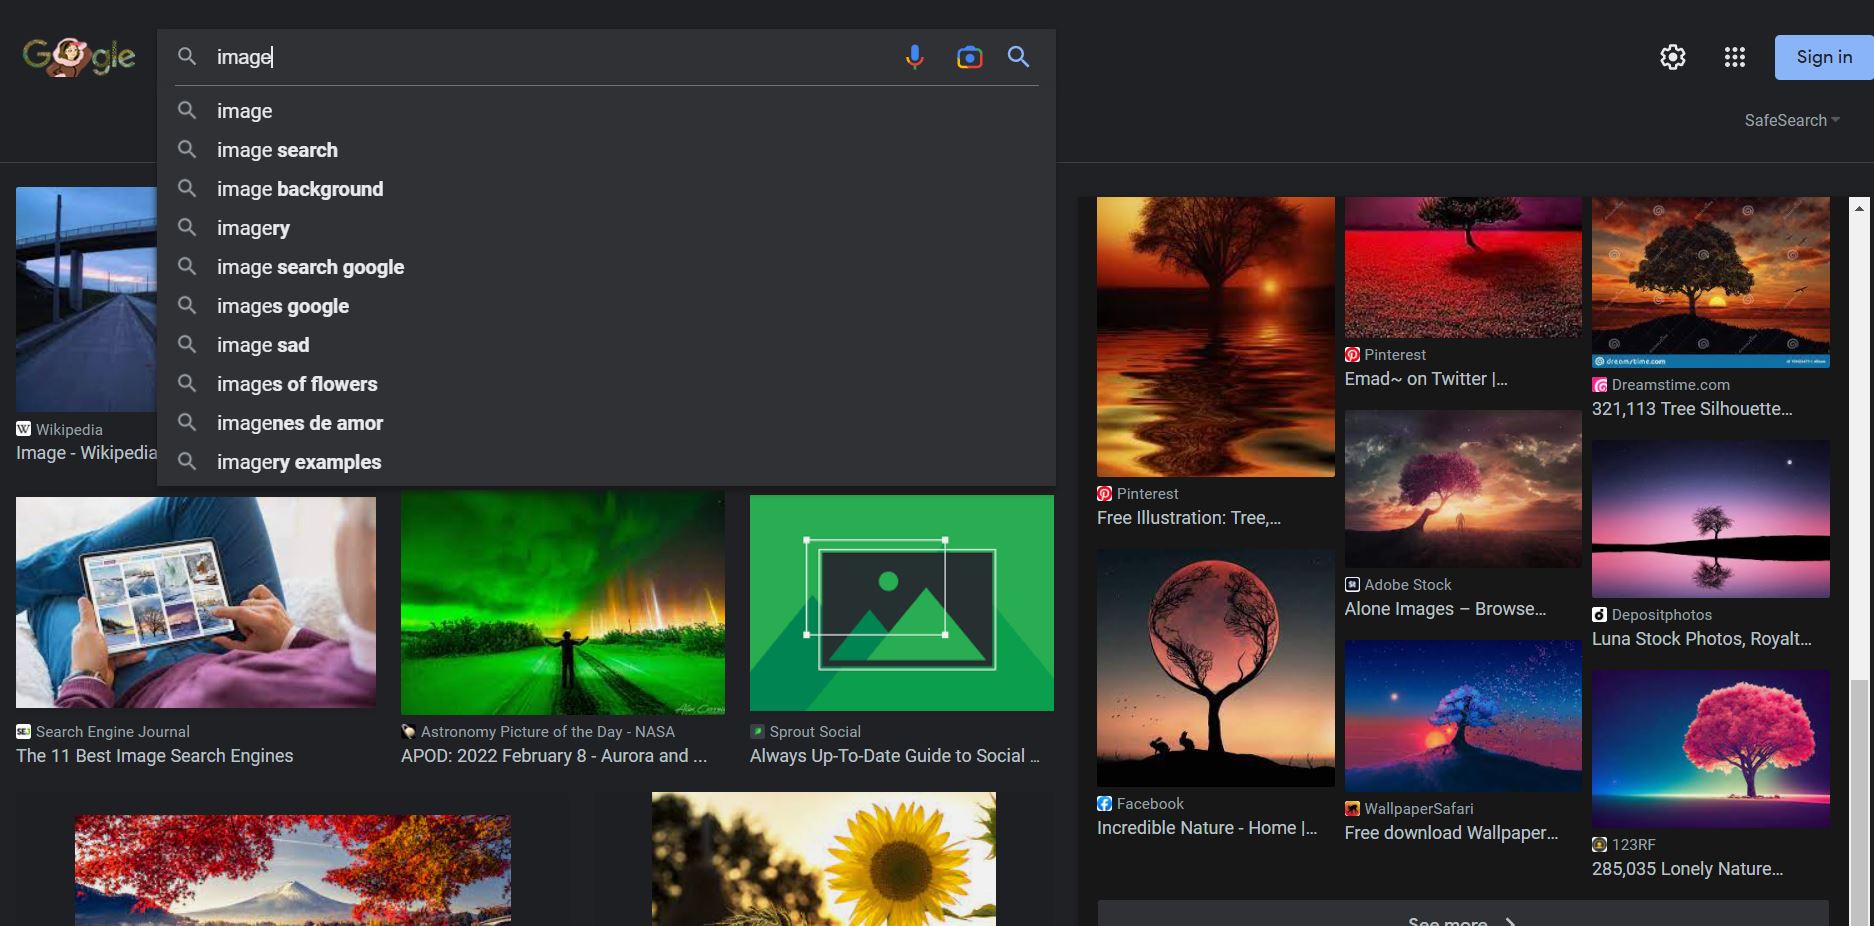 Google
image
Sign in
SafeSearch
image
image search
image background
imagery
image search google
images google
image sad
images of flowers
imagenes de amor
imagery examples
Wikipedia
Image - Wikipedia
Search Engine Journal
The 11 Best Image Search Engines
Astronomy Picture of the Day - NASA
APOD: 2022 February 8 - Aurora and ...
Sprout Social
Always Up-To-Date Guide to Social ...
Pinterest
Free Illustration: Tree,...
Pinterest
Emad~ on Twitter |...
dreamstime.com
Dreamstime.com
321,113 Tree Silhouette...
Adobe Stock
Alone Images – Browse...
Depositphotos
Luna Stock Photos, Royalt...
Facebook
Incredible Nature - Home |...
WallpaperSafari
Free download Wallpaper...
123RF
285,035 Lonely Nature...
See more